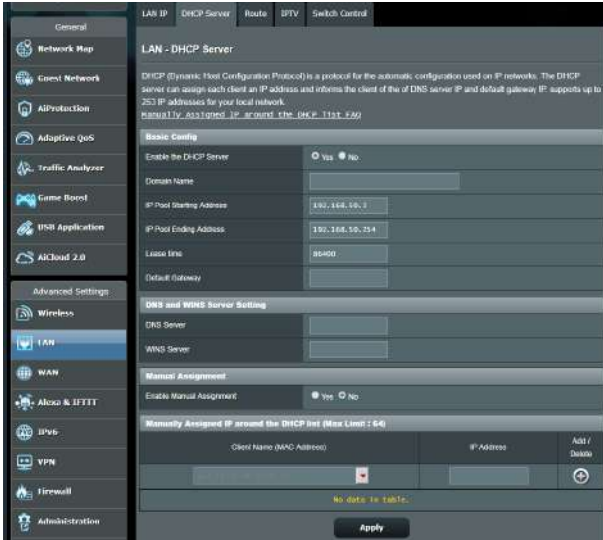 LAN IP DHCP Server Route IPTV Switch Control
General
Network Map
Guest Network
AiProtection
Adaptive QoS
Traffic Analyzer
Game Boost
USB Application
AiCloud 2.0
Advanced Settings
Wireless
LAN
WAN
Alexa & IFTTT
IPv6
VPN
Firewall
Administration
LAN - DHCP Server
DHCP (Dynamic Host Configuration Protocol) is a protocol for the automatic configuration used on IP networks. The DHCP
server can assign each client an IP address and informs the client of the of DNS server IP and default gateway IP. supports up to
253 IP addresses for your local network.
Manually Assigned IP around the DHCP list FAQ
Basic Config
Enable the DHCP Server Yes No
Domain Name
IP Pool Starting Address 192.168.50.2
IP Pool Ending Address 192.168.50.254
Lease time 86400
Default Gateway
DNS and WINS Server Setting
DNS Server
WINS Server
Manual Assignment
Enable Manual Assignment Yes No
Manually Assigned IP around the DHCP list (Max Limit : 64)
Client Name (MAC Address) IP Address Add /
Delete
No data in table.
Apply